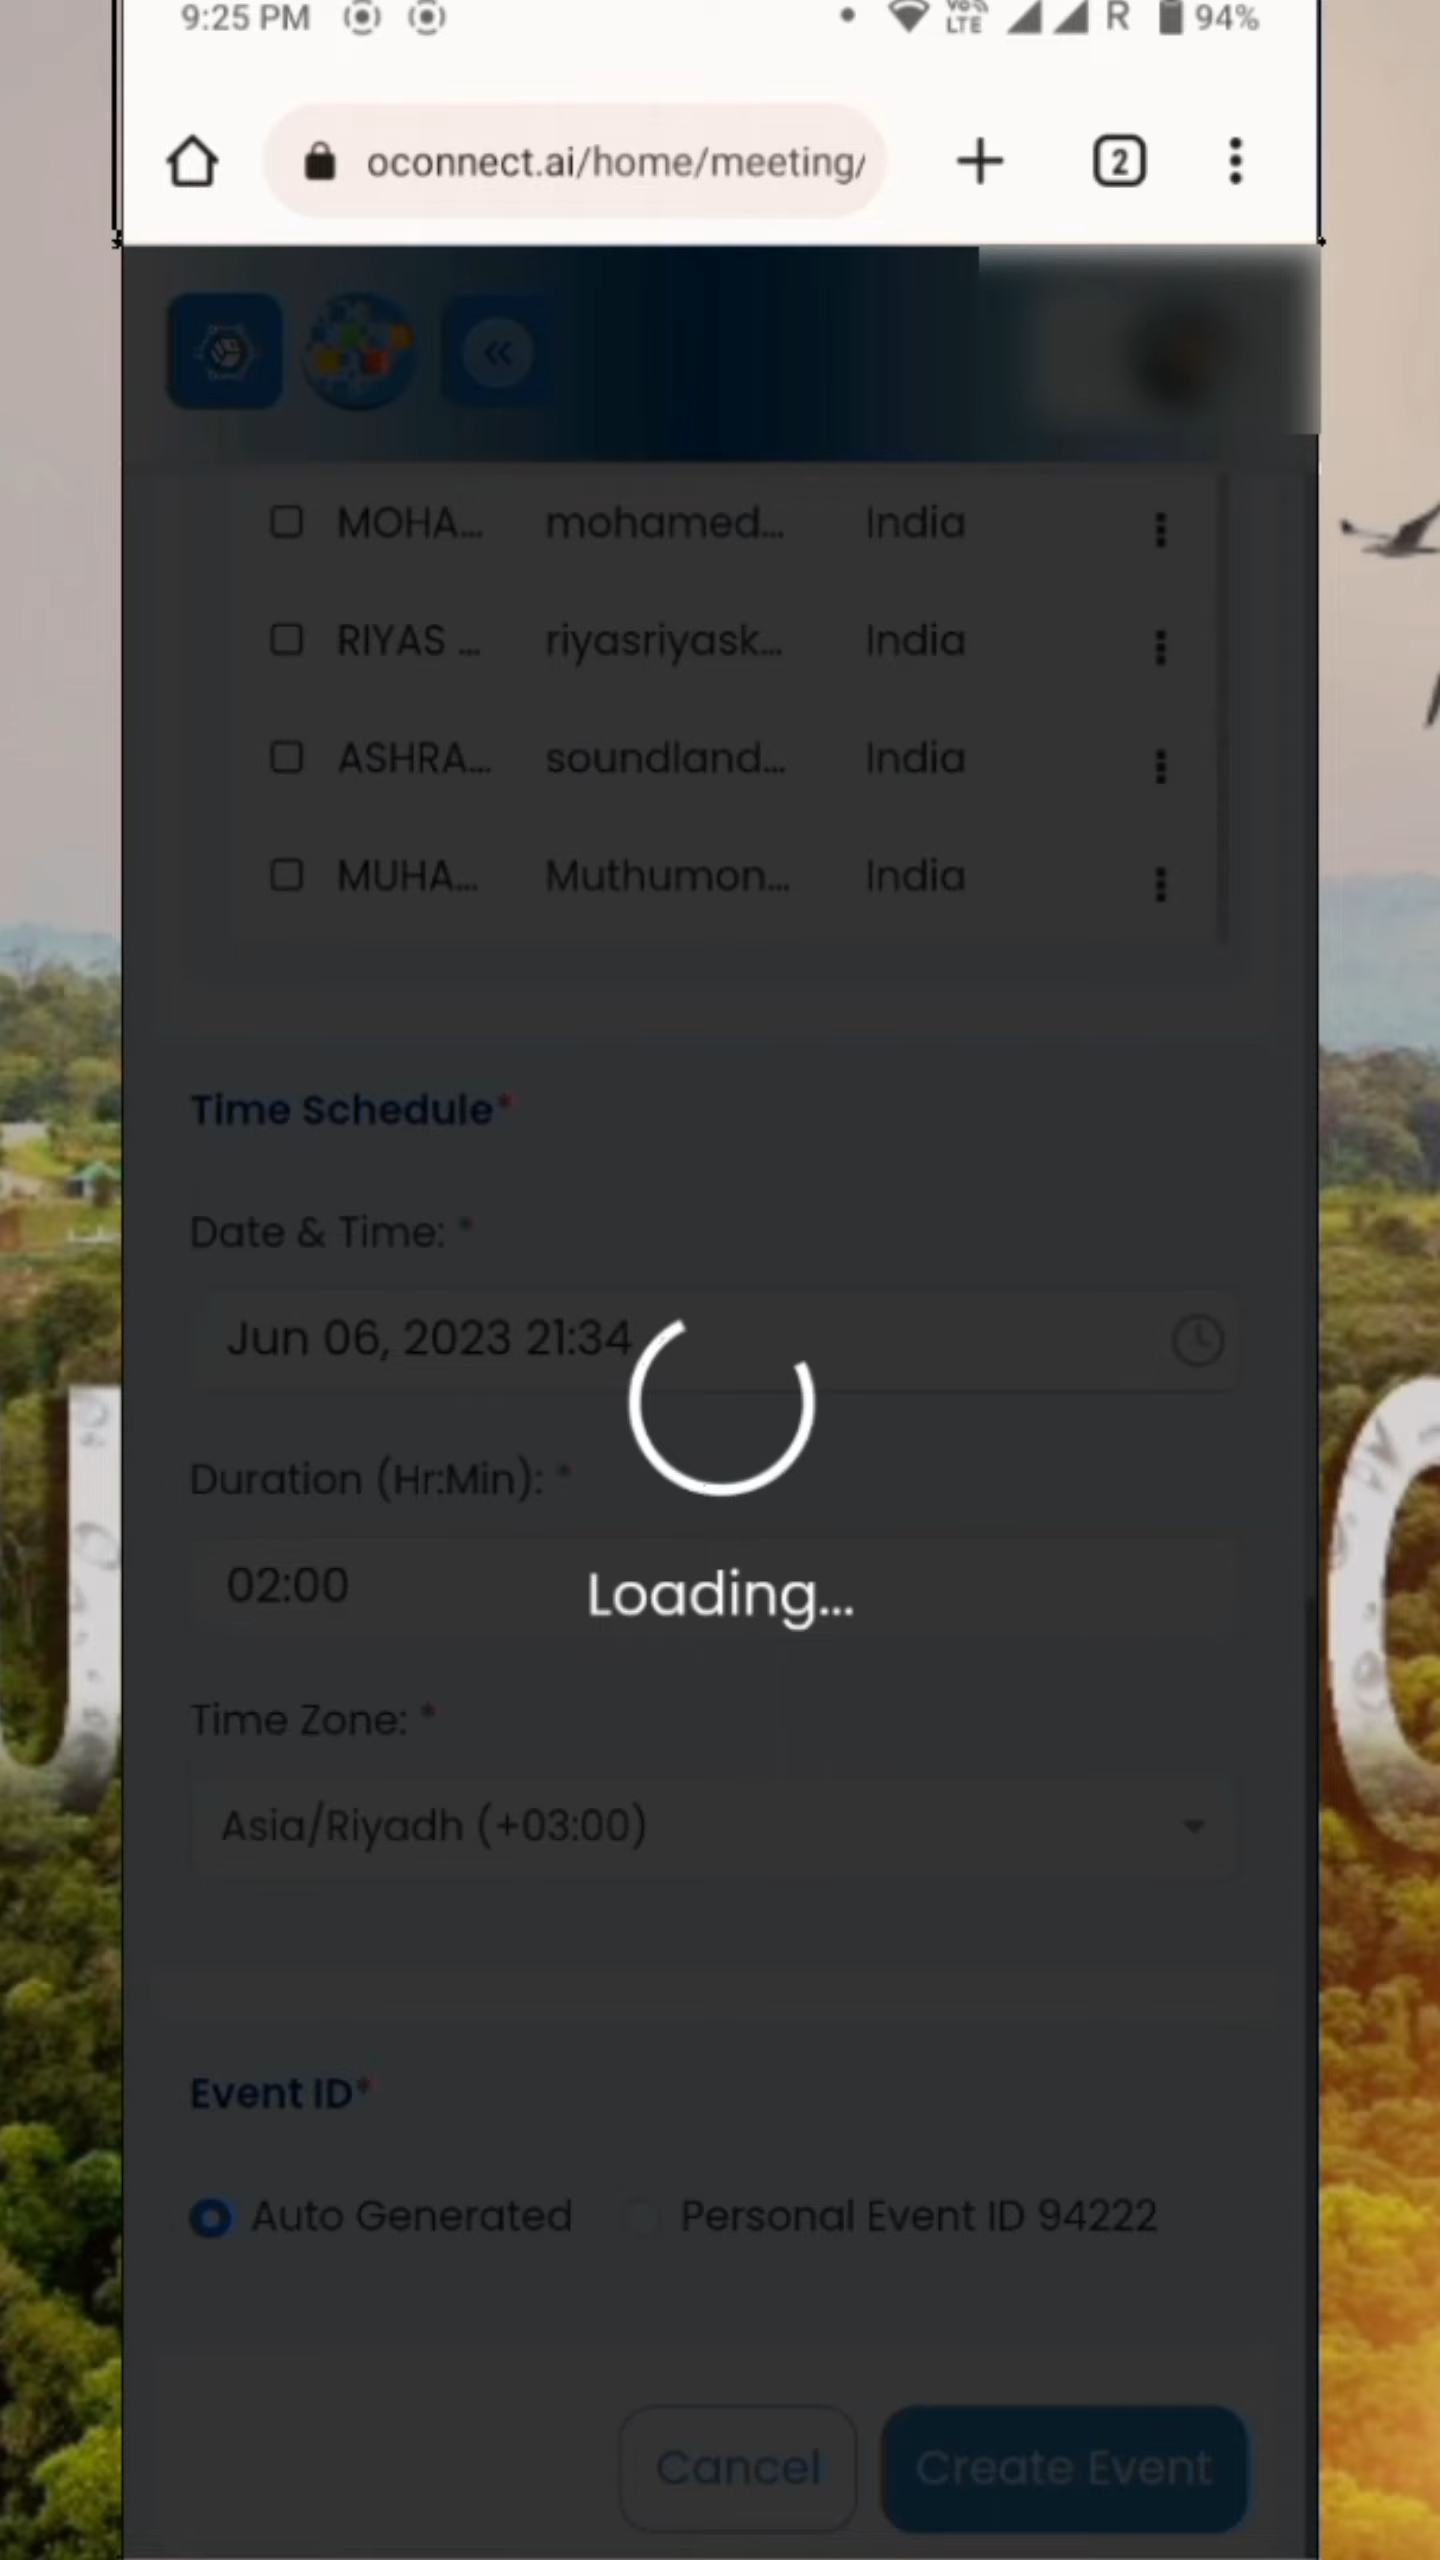 9:25 PM VoLTE R 94%
oconnect.ai/home/meeting/ 2
MOHA... mohamed... India
RIYAS ... riyasriyask... India
ASHRA... soundland... India
MUHA... Muthumon... India
Time Schedule*
Date & Time: *
Jun 06, 2023 21:34
Duration (Hr:Min): *
02:00
Loading...
Time Zone: *
Asia/Riyadh (+03:00)
Event ID*
Auto Generated Personal Event ID 94222
Cancel Create Event